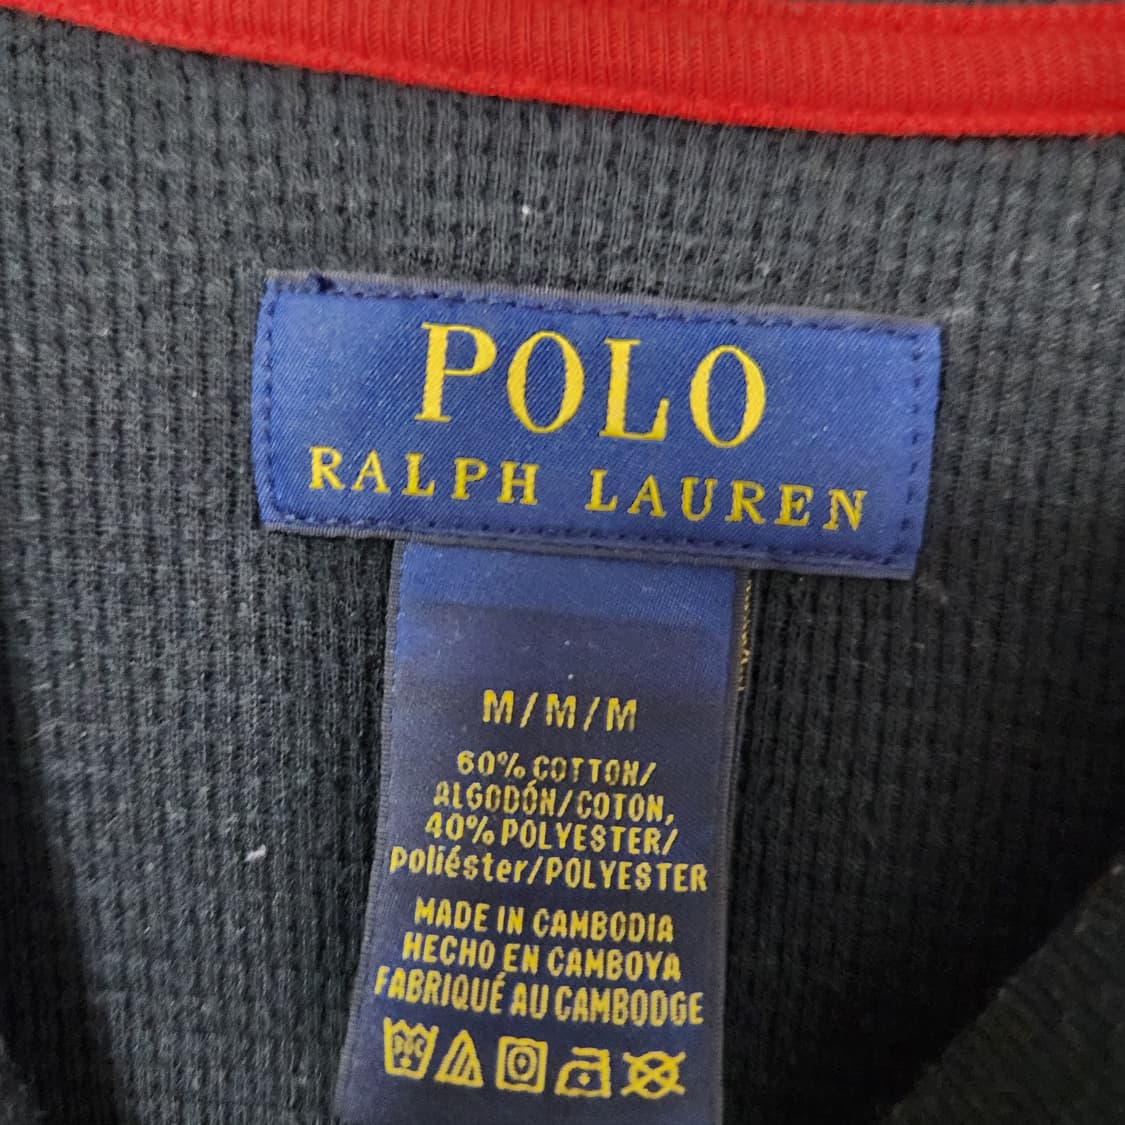 POLO
RALPH LAUREN
M/M/M
60% COTTON/
ALGODÓN/COTON,
40% POLYESTER/
poliéster/POLYESTER
MADE IN CAMBODIA
HECHO EN CAMBOYA
FABRIQUÉ AU CAMBODGE